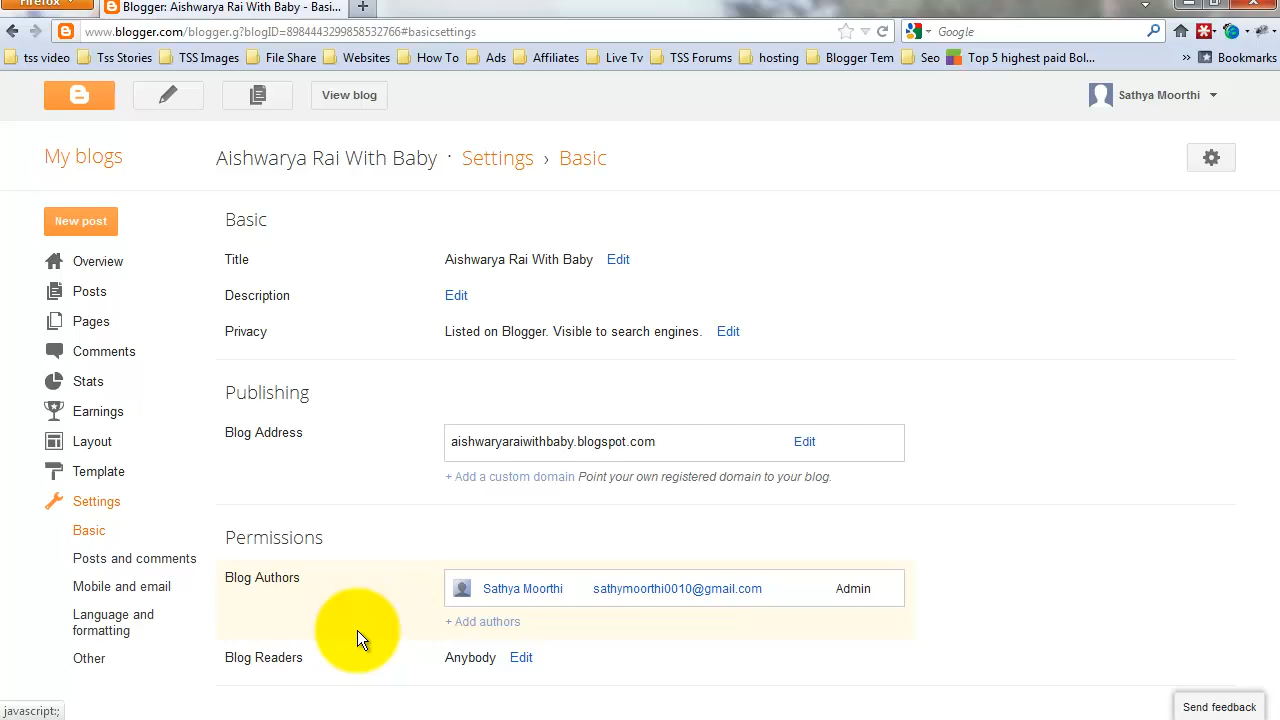 Firefox
Blogger: Aishwarya Rai With Baby - Basi...
www.blogger.com/blogger.g?blogID=8984443299858532766#basicsettings
Google
tss video Tss Stories TSS Images File Share Websites How To Ads Affiliates Live Tv TSS Forums hosting Blogger Tem Seo Top 5 highest paid Bol... » Bookmarks
View blog
Sathya Moorthi
My blogs
Aishwarya Rai With Baby · Settings › Basic
New post
Overview
Posts
Pages
Comments
Stats
Earnings
Layout
Template
Settings
Basic
Posts and comments
Mobile and email
Language and
formatting
Other
Basic
Title Aishwarya Rai With Baby Edit
Description Edit
Privacy Listed on Blogger. Visible to search engines. Edit
Publishing
Blog Address aishwaryaraiwithbaby.blogspot.com Edit
+ Add a custom domain Point your own registered domain to your blog.
Permissions
Blog Authors Sathya Moorthi sathymoorthi0010@gmail.com Admin
+ Add authors
Blog Readers Anybody Edit
javascript:;
Send feedback